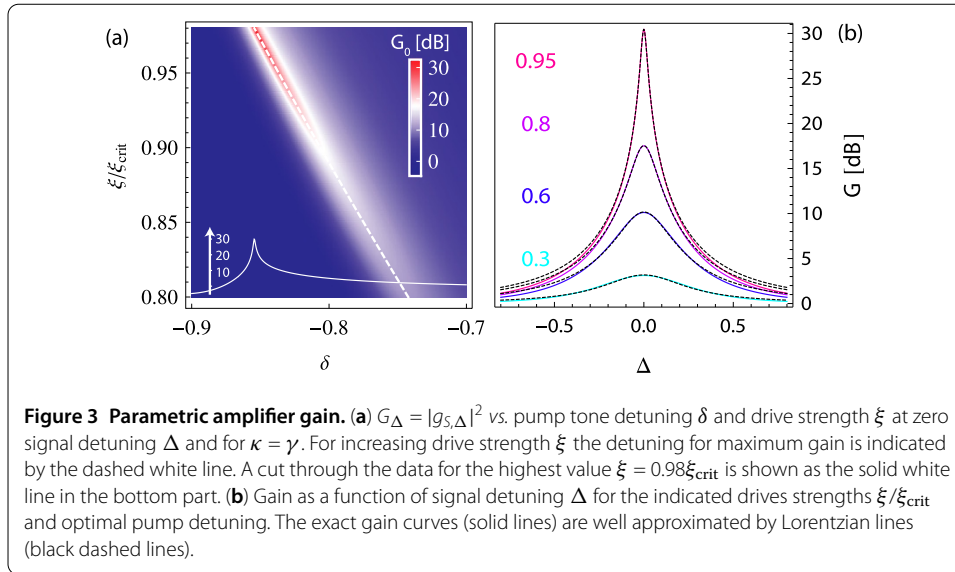 (a)
G₀ [dB]
30
20
10
0
ξ/ξcrit
0.95
0.90
0.85
0.80
30
20
10
−0.9
−0.8
−0.7
δ
(b)
0.95
0.8
0.6
0.3
30
25
20
15
10
5
0
G [dB]
−0.5
0.0
0.5
Δ
Figure 3 Parametric amplifier gain. (a) GΔ = |gS,Δ|² vs. pump tone detuning δ and drive strength ξ at zero
signal detuning Δ and for κ = γ. For increasing drive strength ξ the detuning for maximum gain is indicated
by the dashed white line. A cut through the data for the highest value ξ = 0.98ξcrit is shown as the solid white
line in the bottom part. (b) Gain as a function of signal detuning Δ for the indicated drives strengths ξ/ξcrit
and optimal pump detuning. The exact gain curves (solid lines) are well approximated by Lorentzian lines
(black dashed lines).